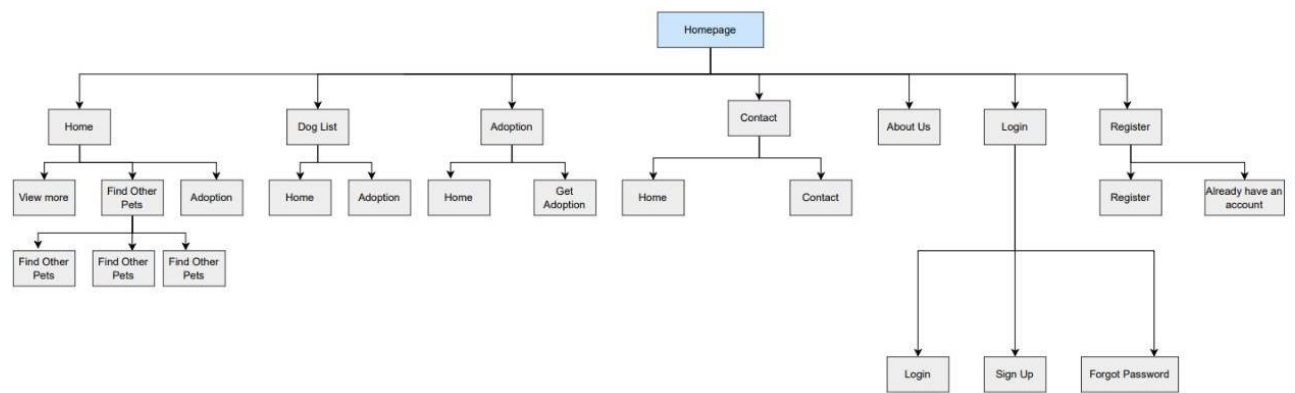 Homepage
Home
Dog List
Adoption
Contact
About Us
Login
Register
View more
Find Other
Pets
Adoption
Home
Adoption
Home
Get
Adoption
Home
Contact
Register
Already have an
account
Find Other
Pets
Find Other
Pets
Find Other
Pets
Login
Sign Up
Forgot Password